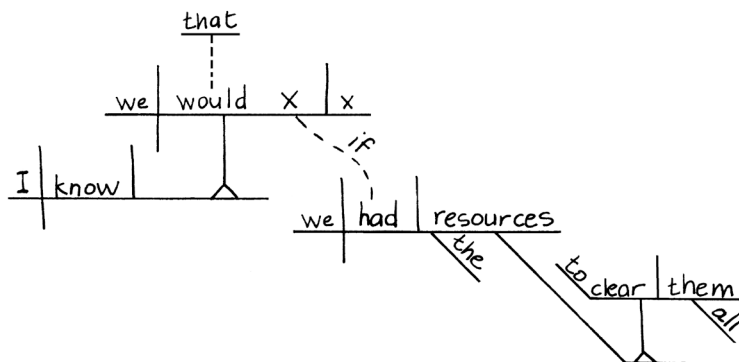 that
we would X x
if
I know
we had resources
the
to clear them
all